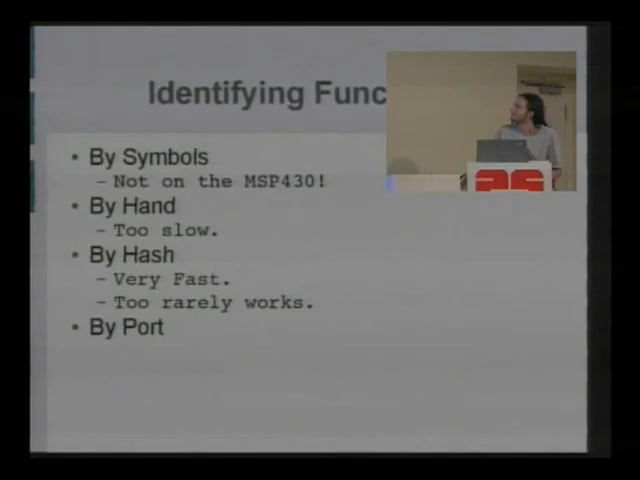 Identifying Func
• By Symbols
– Not on the MSP430!
• By Hand
– Too slow.
• By Hash
– Very Fast.
– Too rarely works.
• By Port